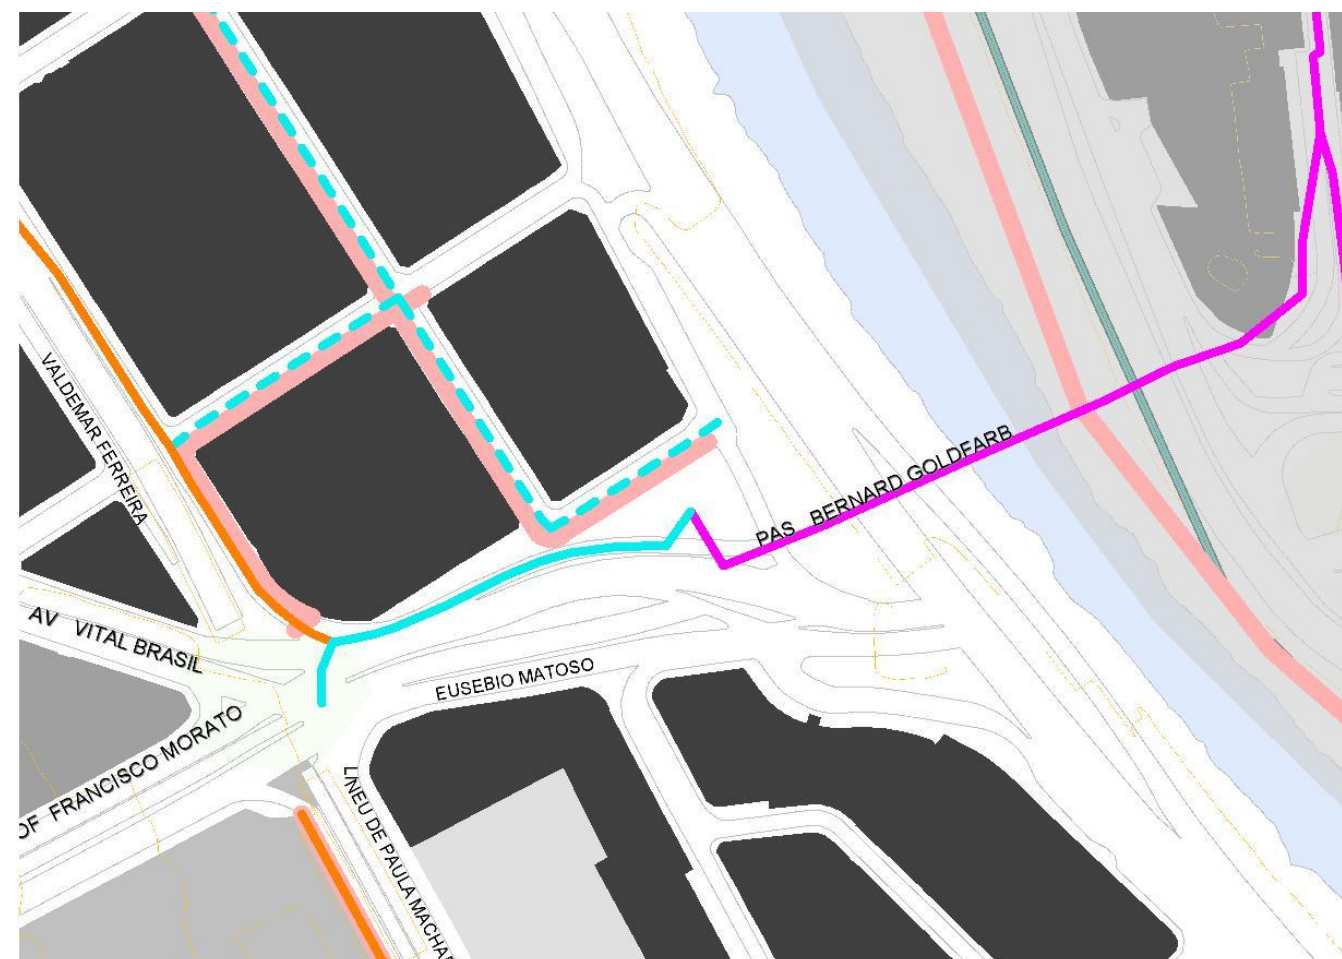 VALDEMAR FERREIRA
PAS BERNARD GOLDFARB
AV VITAL BRASIL
EUSEBIO MATOSO
OF FRANCISCO MORATO
LINEU DE PAULA MACHA